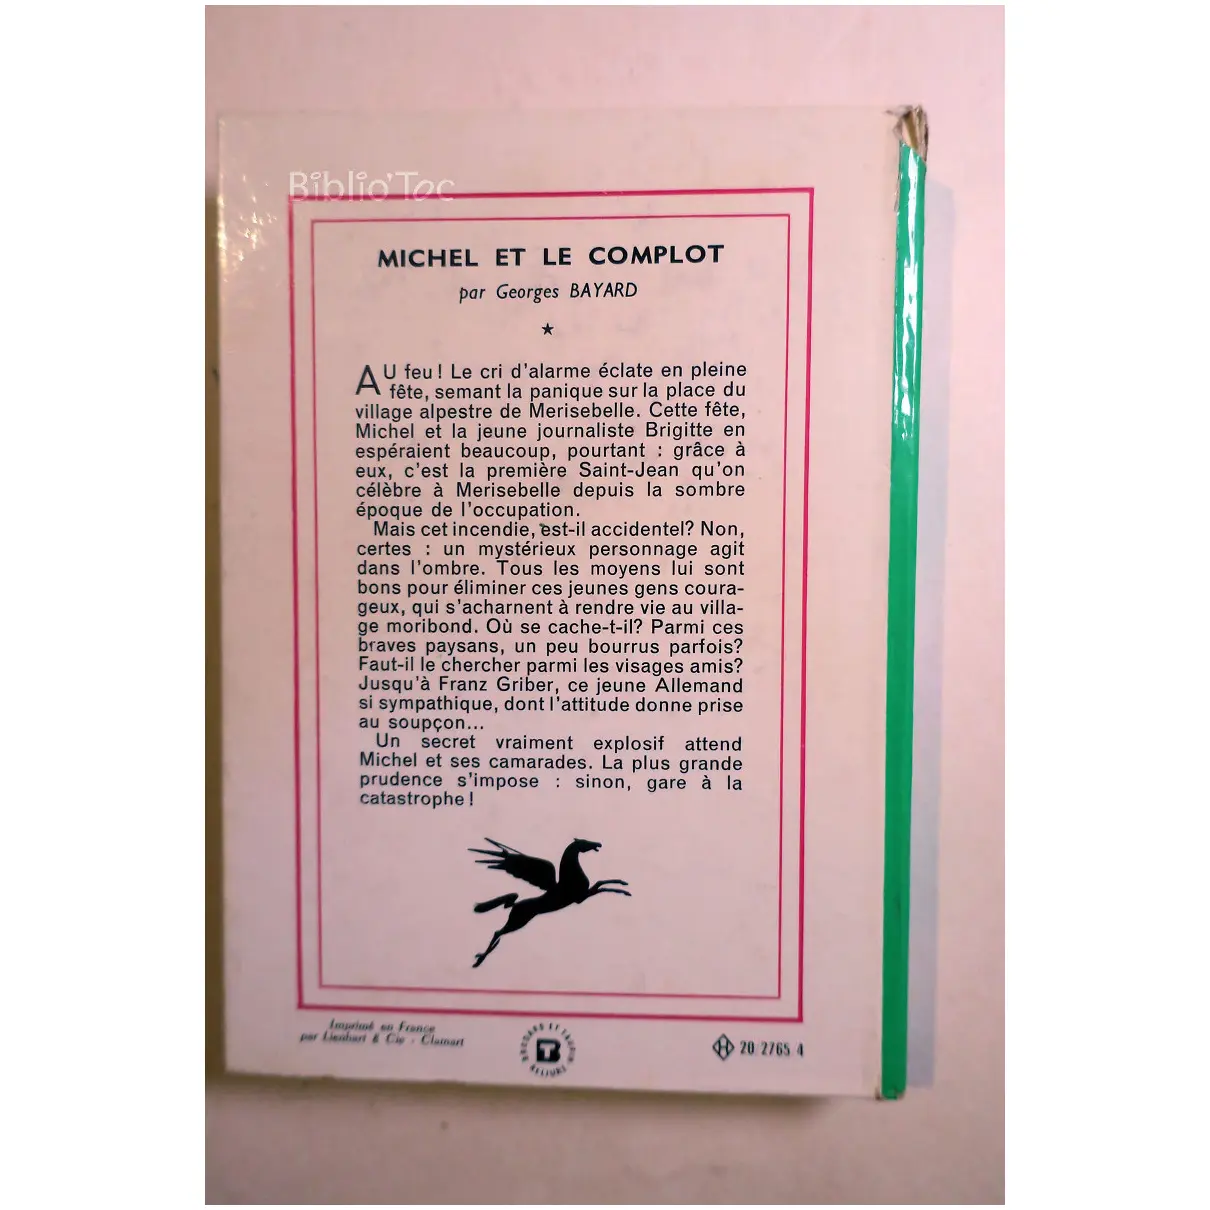 Biblio'Tec
MICHEL ET LE COMPLOT
par Georges BAYARD
★
AU feu! Le cri d'alarme éclate en pleine
fête, semant la panique sur la place du
village alpestre de Merisebelle. Cette fête,
Michel et la jeune journaliste Brigitte en
espéraient beaucoup, pourtant : grâce à
eux, c'est la première Saint-Jean qu'on
célèbre à Merisebelle depuis la sombre
époque de l'occupation.
Mais cet incendie, est-il accidentel? Non,
certes : un mystérieux personnage agit
dans l'ombre. Tous les moyens lui sont
bons pour éliminer ces jeunes gens coura-
geux, qui s'acharnent à rendre vie au villa-
ge moribond. Où se cache-t-il? Parmi ces
braves paysans, un peu bourrus parfois?
Faut-il le chercher parmi les visages amis?
Jusqu'à Franz Griber, ce jeune Allemand
si sympathique, dont l'attitude donne prise
au soupçon...
Un secret vraiment explosif attend
Michel et ses camarades. La plus grande
prudence s'impose : sinon, gare à la
catastrophe!
Imprimé en France
par Lienhart & Cie - Clamart
BRODARD ET TAUPIN
BT
RELIURE
H 20.2765.4